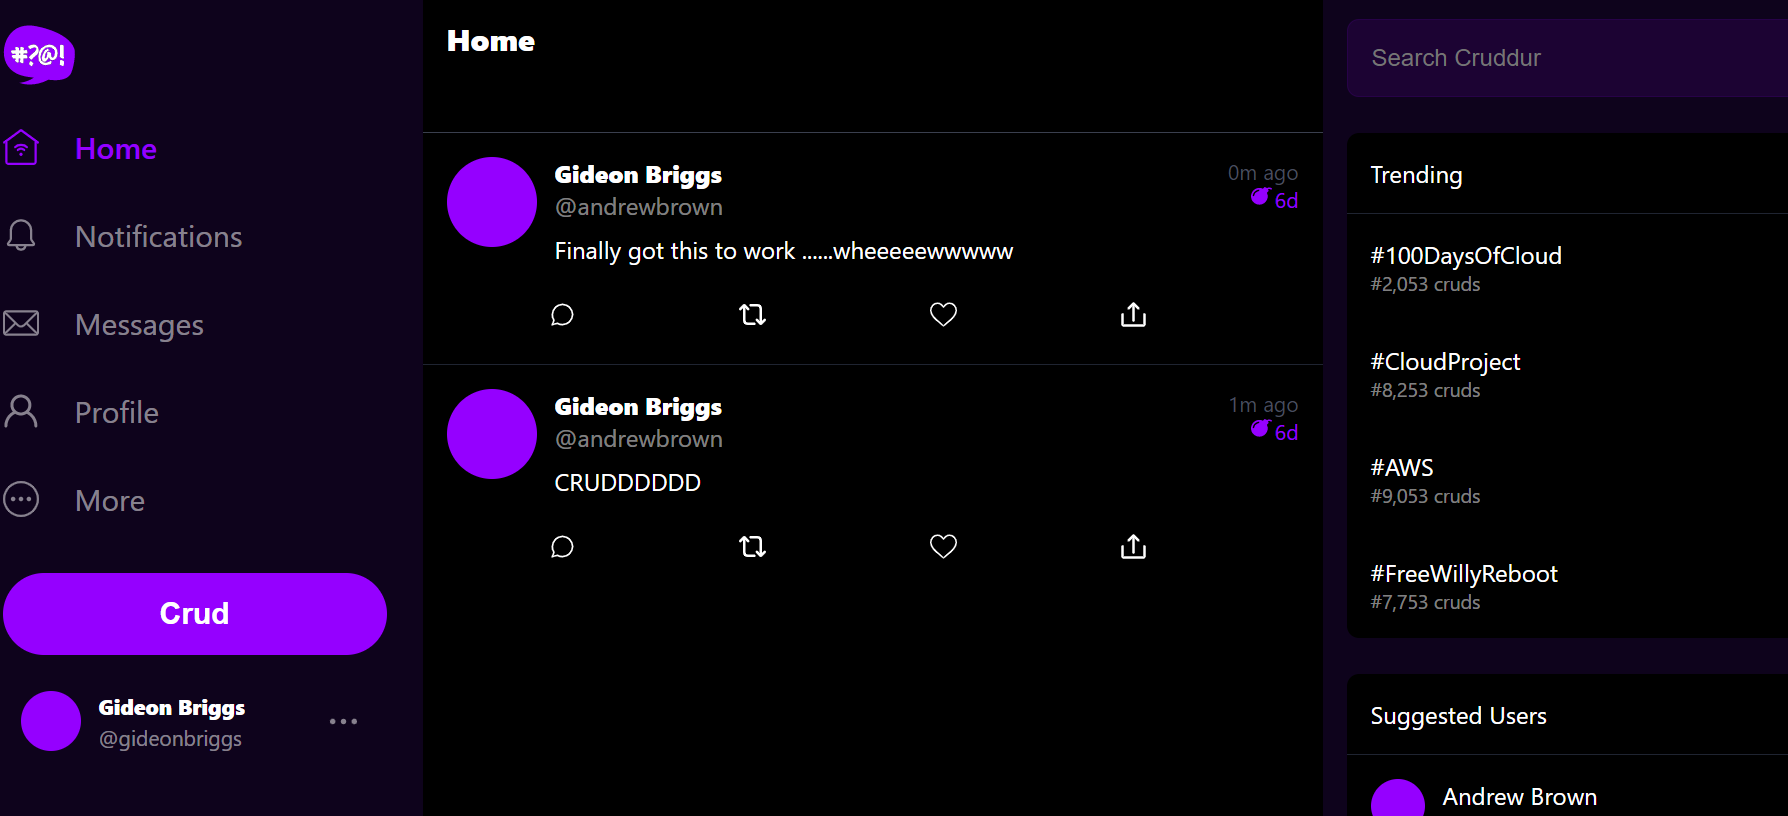 #?@!
Home
Notifications
Messages
Profile
More
Crud
Gideon Briggs
@gideonbriggs
Home
Gideon Briggs
0m ago
@andrewbrown
6d
Finally got this to work ......wheeeeewwwww
Gideon Briggs
1m ago
@andrewbrown
6d
CRUDDDDDD
Search Cruddur
Trending
#100DaysOfCloud
#2,053 cruds
#CloudProject
#8,253 cruds
#AWS
#9,053 cruds
#FreeWillyReboot
#7,753 cruds
Suggested Users
Andrew Brown